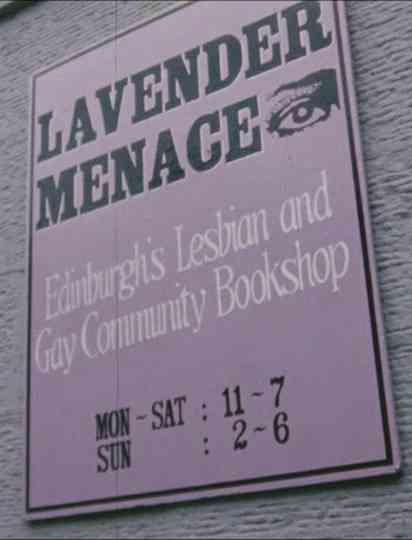 LAVENDER
MENACE
Edinburgh's Lesbian and
Gay Community Bookshop
MON ~ SAT : 11 ~ 7
SUN : 2 ~ 6